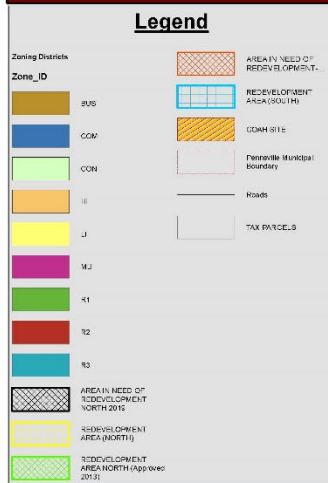 Legend
Zoning Districts
Zone_ID
BUS
COM
CON
LI
MU
R1
R2
R3
AREA IN NEED OF
REDEVELOPMENT
NORTH 2019
REDEVELOPMENT
AREA (NORTH)
REDEVELOPMENT
AREA NORTH (Approved
2013)
AREA IN NEED OF
REDEVELOPMENT-...
REDEVELOPMENT
AREA (SOUTH)
COAH SITE
Pennsville Municipal
Boundary
Roads
TAX PARCELS